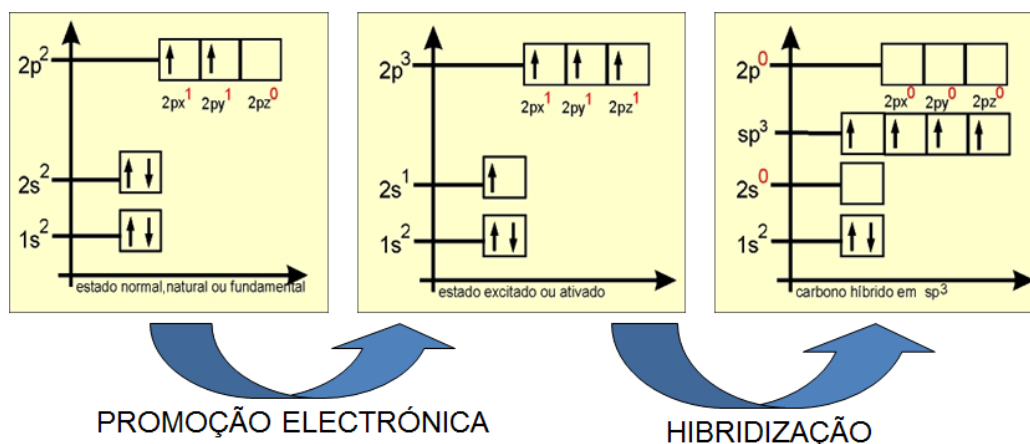 2p²
2px¹ 2py¹ 2pz⁰
2s²
1s²
estado normal,natural ou fundamental
2p³
2px¹ 2py¹ 2pz¹
2s¹
1s²
estado excitado ou ativado
2p⁰
2px⁰ 2py⁰ 2pz⁰
sp³
2s⁰
1s²
carbono híbrido em sp³
PROMOÇÃO ELECTRÓNICA
HIBRIDIZAÇÃO